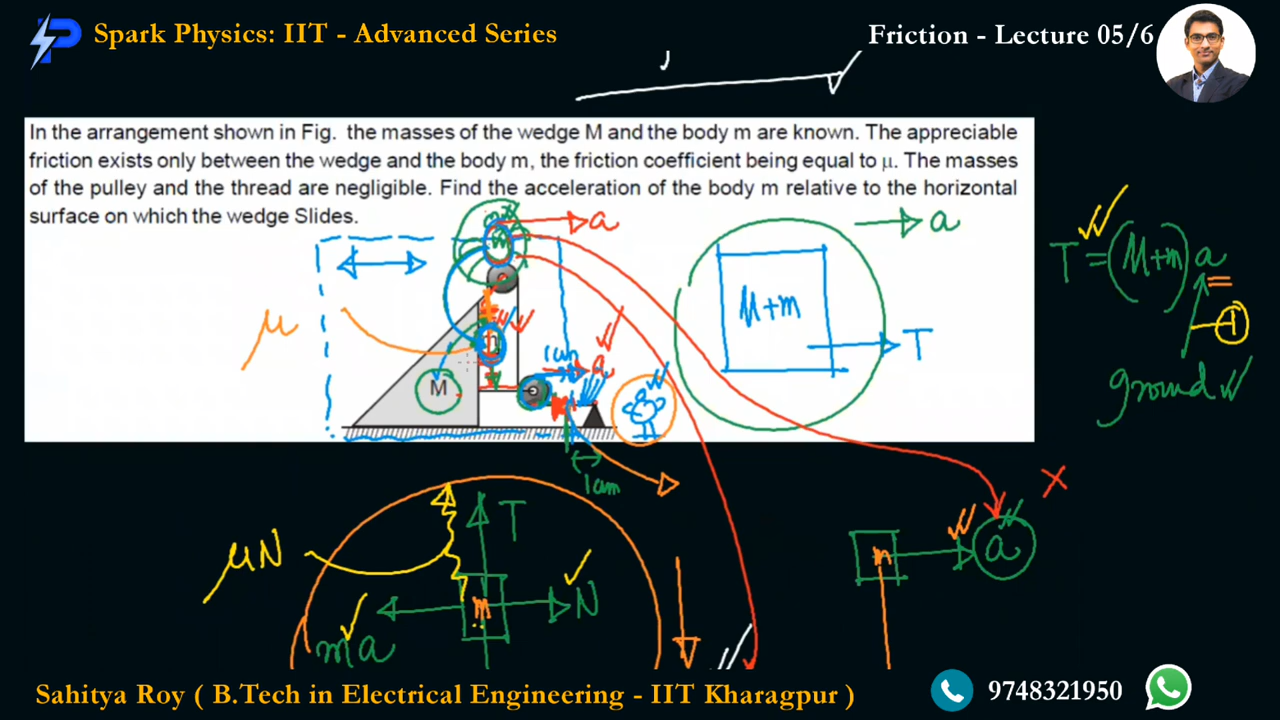 Spark Physics: IIT - Advanced Series
Friction - Lecture 05/6
In the arrangement shown in Fig. the masses of the wedge M and the body m are known. The appreciable
friction exists only between the wedge and the body m, the friction coefficient being equal to μ. The masses
of the pulley and the thread are negligible. Find the acceleration of the body m relative to the horizontal
surface on which the wedge Slides.
a
a
T = (M+m) a
1
ground
μ
M+m
T
M
1cm
a
1cm
μN
T
m
N
ma
m
a
Sahitya Roy ( B.Tech in Electrical Engineering - IIT Kharagpur )
9748321950